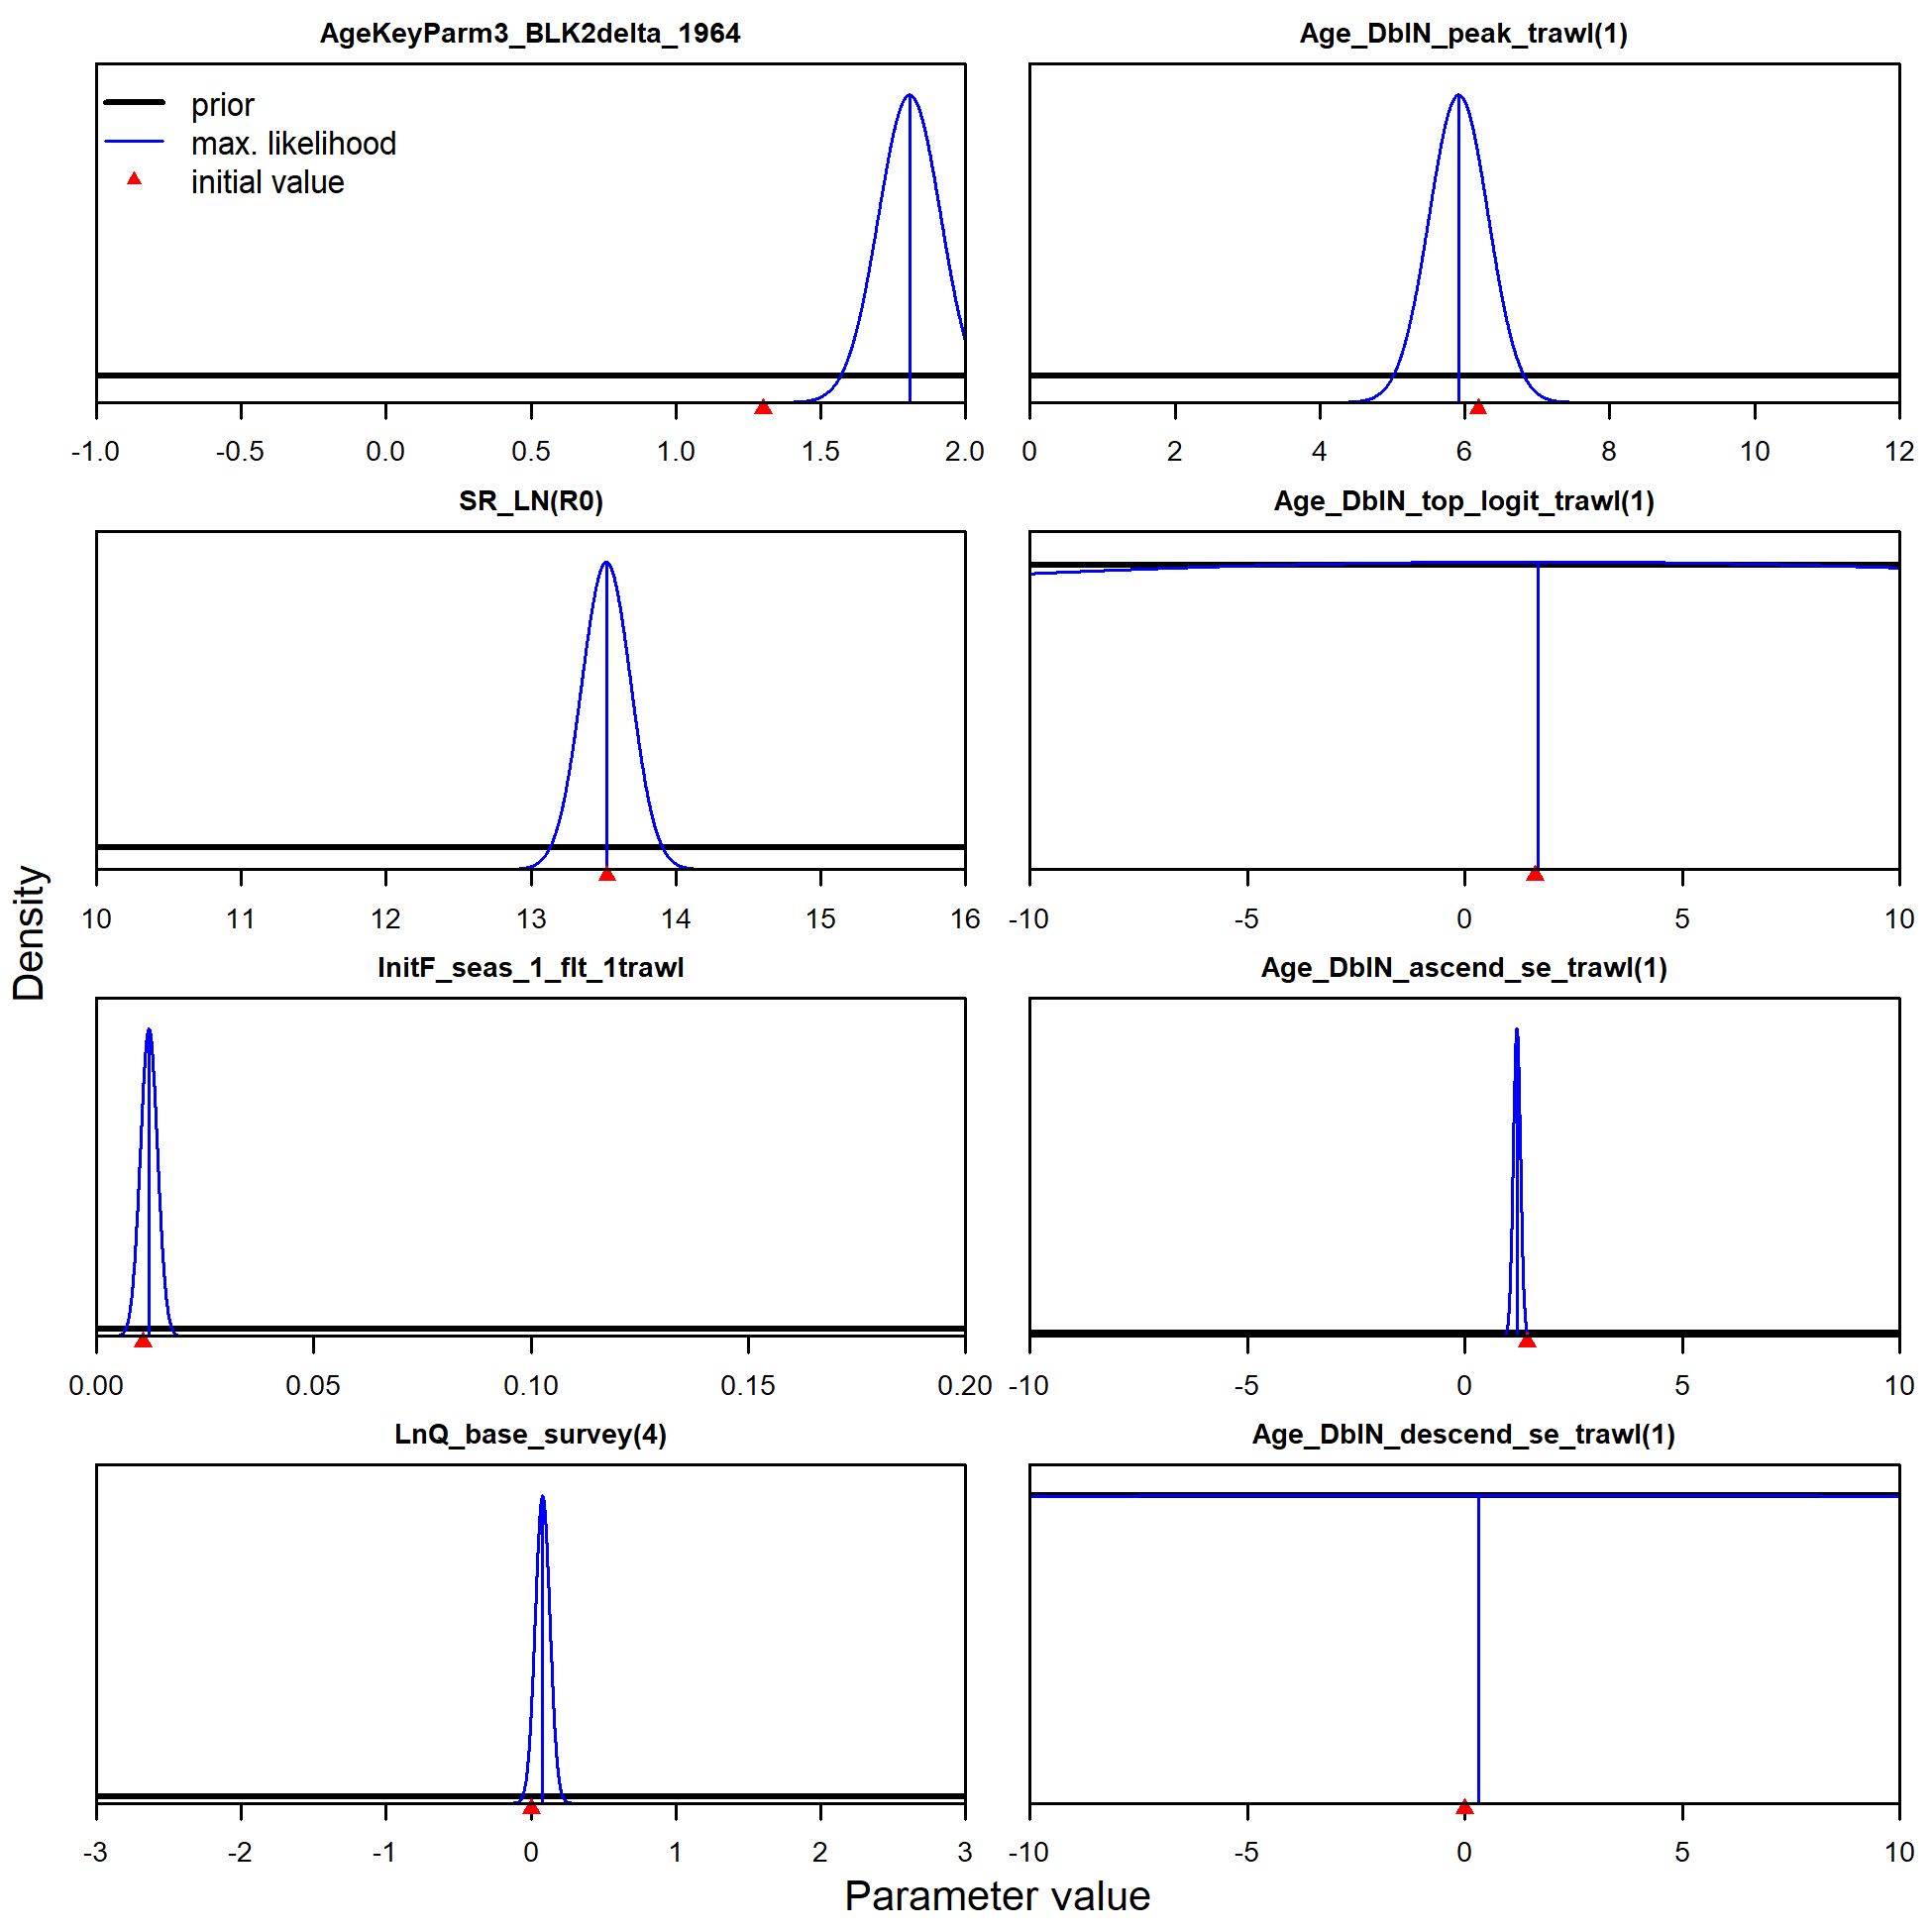 AgeKeyParm3_BLK2delta_1964
prior
max. likelihood
initial value
-1.0 -0.5 0.0 0.5 1.0 1.5 2.0
Age_DblN_peak_trawl(1)
0 2 4 6 8 10 12
SR_LN(R0)
10 11 12 13 14 15 16
Age_DblN_top_logit_trawl(1)
-10 -5 0 5 10
InitF_seas_1_flt_1trawl
0.00 0.05 0.10 0.15 0.20
Age_DblN_ascend_se_trawl(1)
-10 -5 0 5 10
LnQ_base_survey(4)
-3 -2 -1 0 1 2 3
Age_DblN_descend_se_trawl(1)
-10 -5 0 5 10
Density
Parameter value